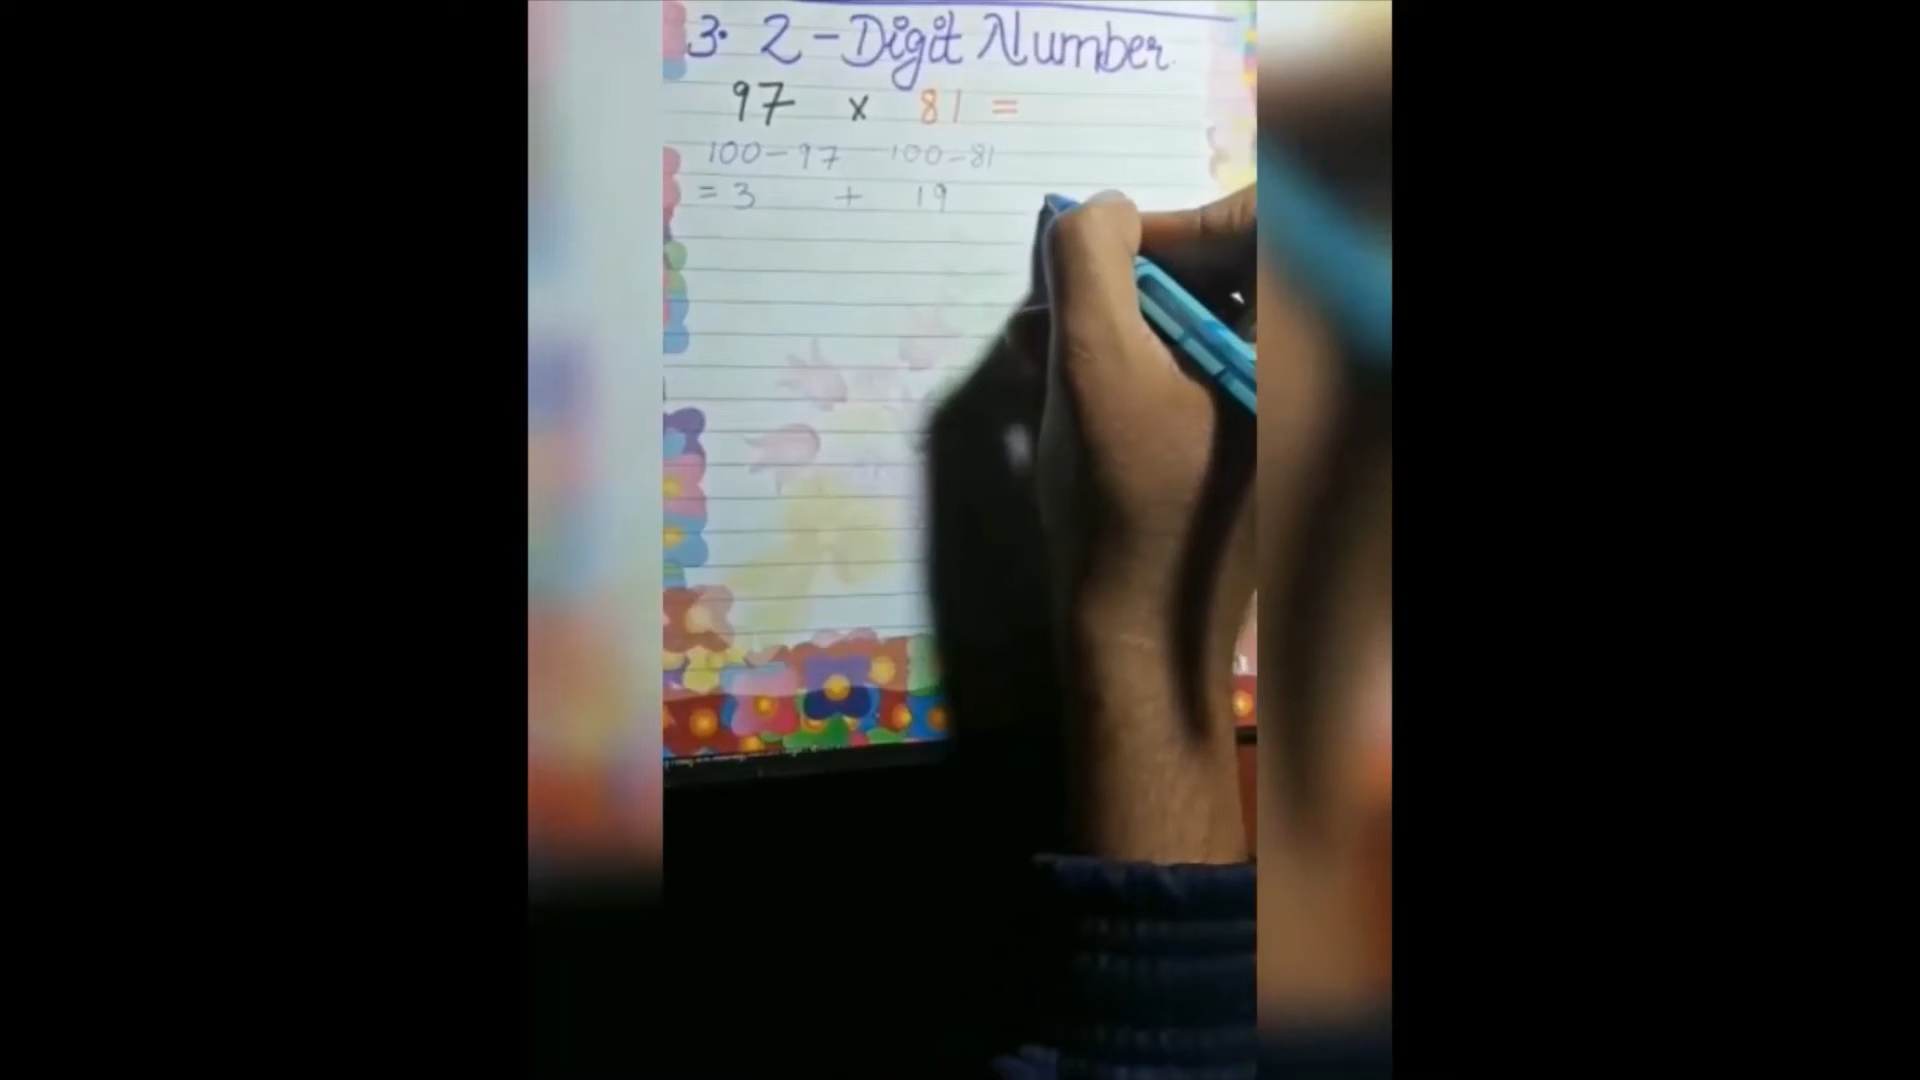 3. 2-Digit Number
97 x 81 =
100-97 100-81
= 3 + 19